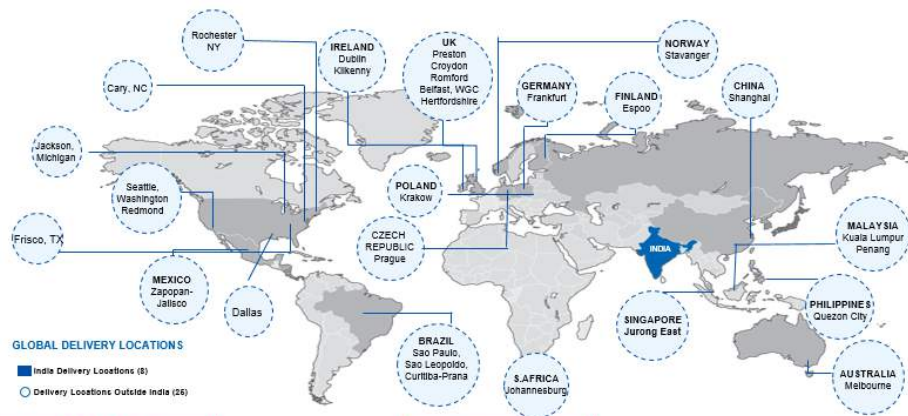 Rochester
NY
IRELAND
Dublin
Kilkenny
UK
Preston
Croydon
Romford
Belfast, WGC
Hertfordshire
NORWAY
Stavanger
Cary, NC
GERMANY
Frankfurt
FINLAND
Espoo
CHINA
Shanghai
Jackson,
Michigan
Seattle,
Washington
Redmond
POLAND
Krakow
Frisco, TX
CZECH
REPUBLIC
Prague
INDIA
MALAYSIA
Kuala Lumpur
Penang
MEXICO
Zapopan-
Jalisco
Dallas
BRAZIL
Sao Paulo,
Sao Leopoldo,
Curitiba-Prana
S.AFRICA
Johannesburg
SINGAPORE
Jurong East
PHILIPPINES
Quezon City
AUSTRALIA
Melbourne
GLOBAL DELIVERY LOCATIONS
India Delivery Locations (8)
Delivery Locations Outside India (26)